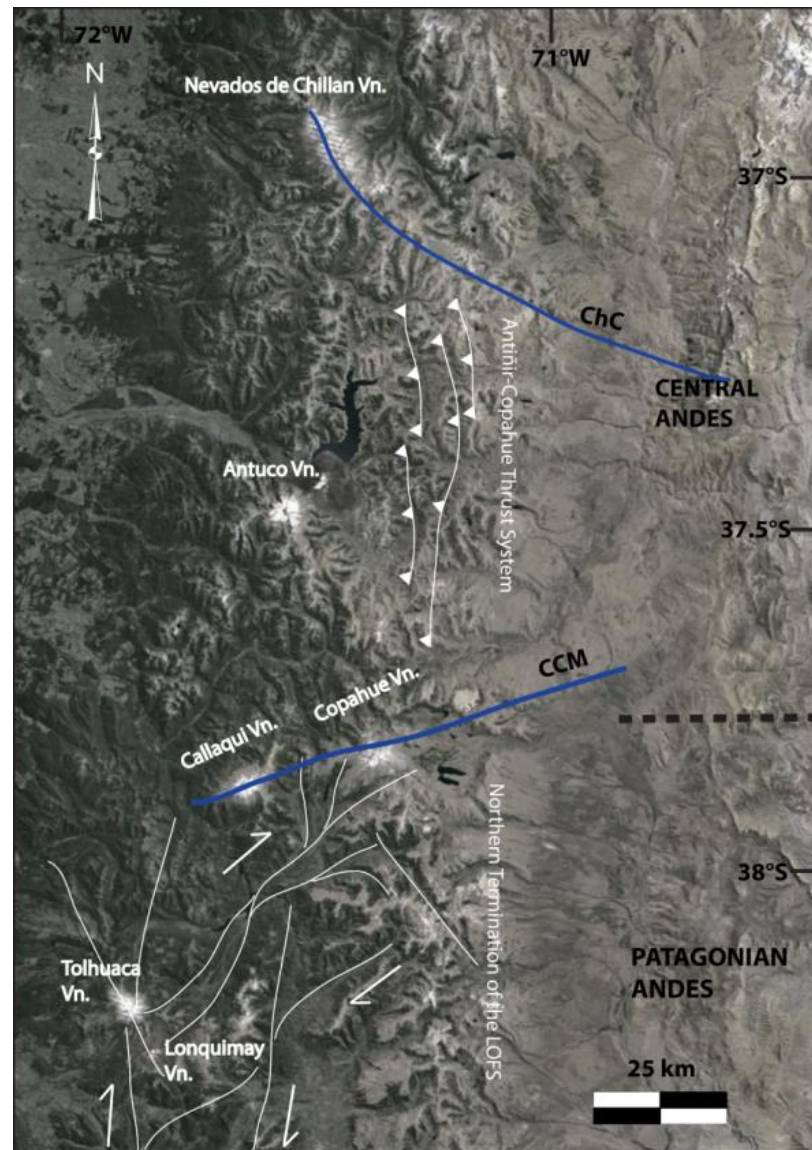 72°W
71°W
N
Nevados de Chillan Vn.
37°S
ChC
Antiñir-Copahue Thrust System
CENTRAL
ANDES
Antuco Vn.
37.5°S
CCM
Copahue Vn.
Callaqui Vn.
Northern Termination of the LOFS
38°S
Tolhuaca
Vn.
PATAGONIAN
ANDES
Lonquimay
Vn.
25 km